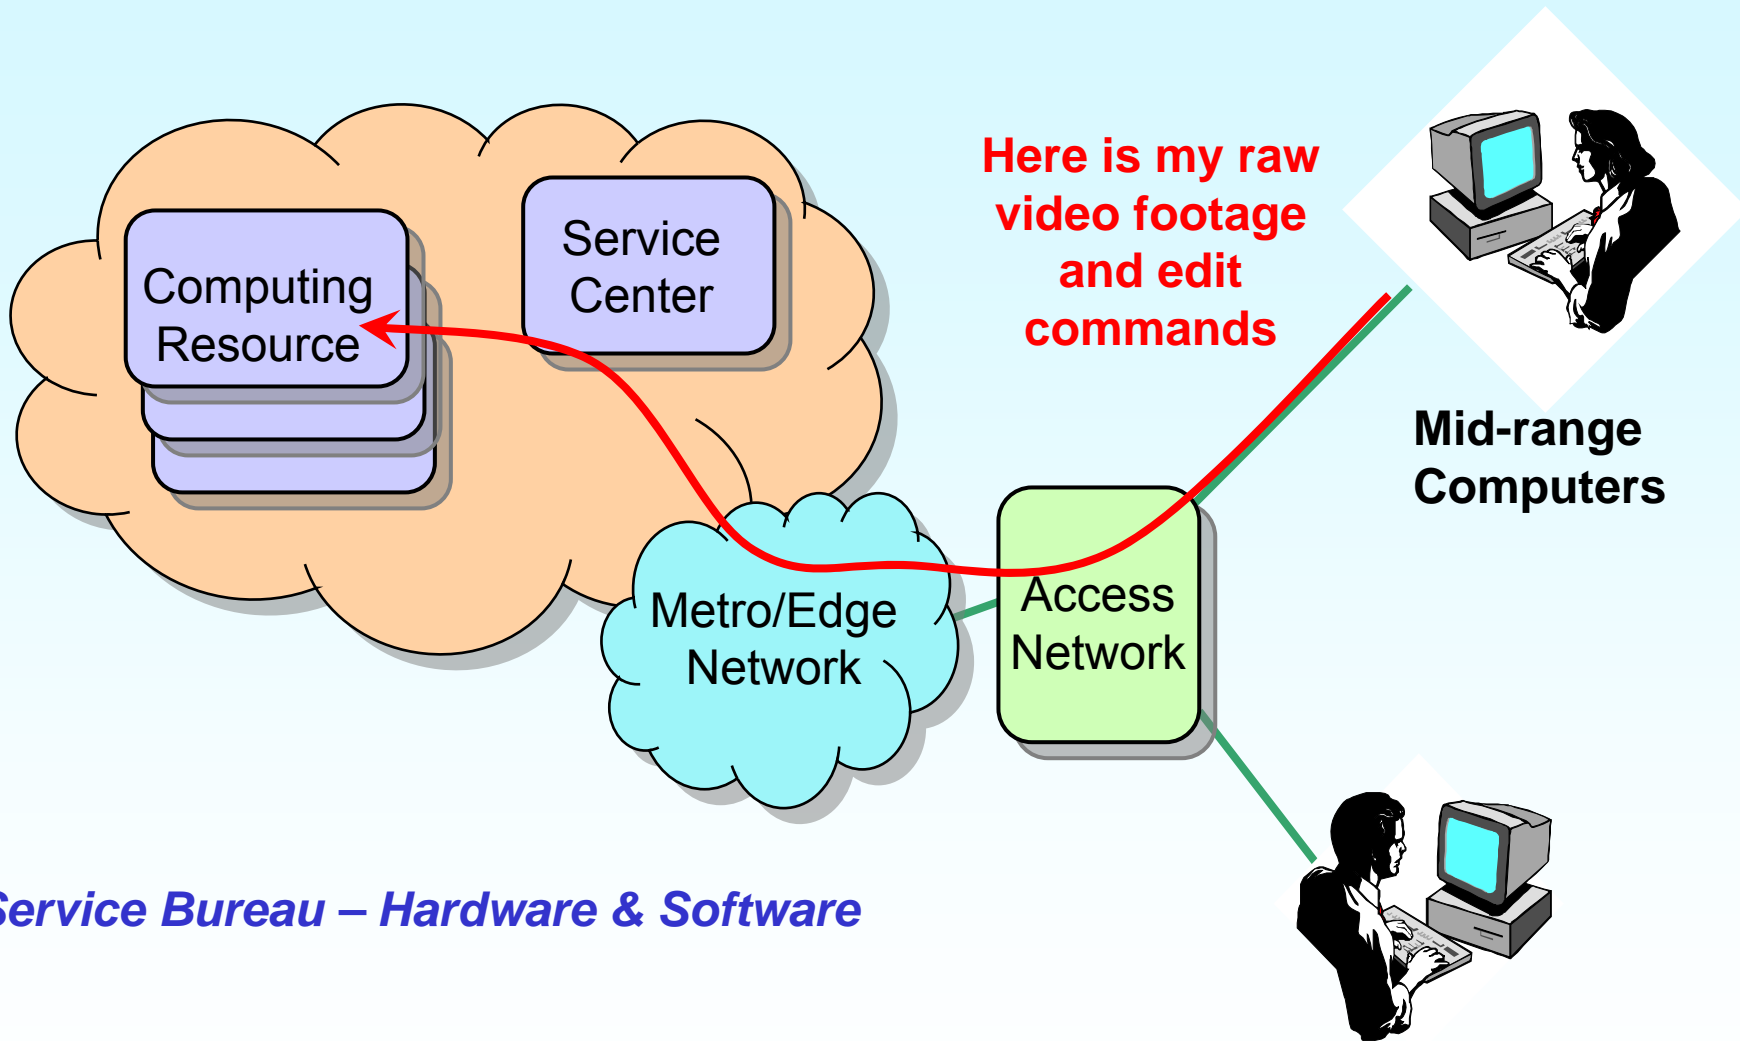 Computing
Resource
Service
Center
Here is my raw
video footage
and edit
commands
Mid-range
Computers
Metro/Edge
Network
Access
Network
Service Bureau – Hardware & Software